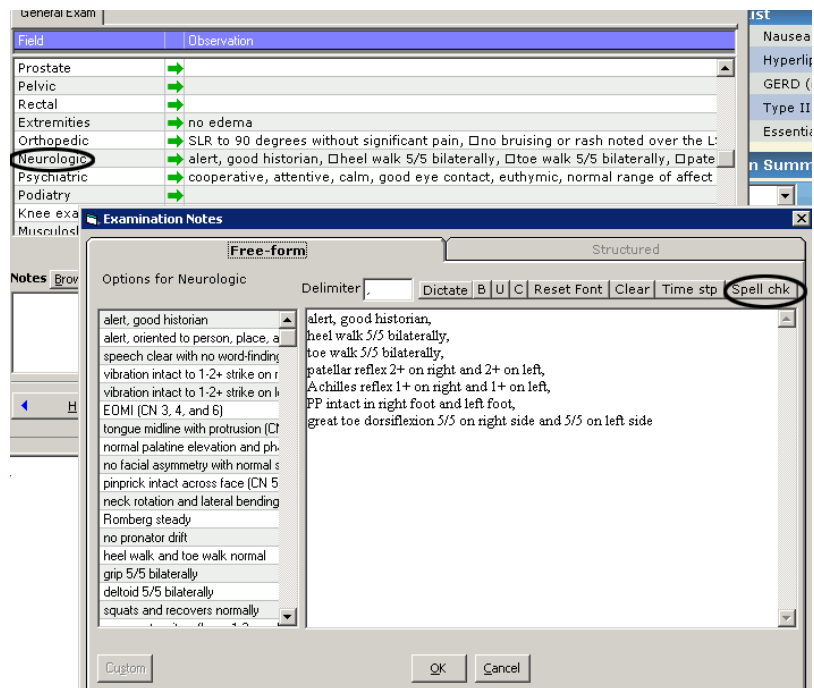 General Exam
ist
Field Observation
Nausea
Prostate
Hyperlip
Pelvic
GERD (
Rectal
Type II
Extremities no edema
Essentia
Orthopedic SLR to 90 degrees without significant pain, □no bruising or rash noted over the L
Neurologic alert, good historian, □heel walk 5/5 bilaterally, □toe walk 5/5 bilaterally, □pate
n Summ
Psychiatric cooperative, attentive, calm, good eye contact, euthymic, normal range of affect
Podiatry
Knee exa
Musculosl
Examination Notes
Free-form Structured
Notes Brow
Options for Neurologic Delimiter , Dictate B U C Reset Font Clear Time stp Spell chk
alert, good historian
alert, oriented to person, place, a
speech clear with no word-finding
vibration intact to 1-2+ strike on r
vibration intact to 1-2+ strike on l
EOMI (CN 3, 4, and 6)
tongue midline with protrusion (CN
normal palatine elevation and pha
no facial asymmetry with normal s
pinprick intact across face (CN 5
neck rotation and lateral bending
Romberg steady
no pronator drift
heel walk and toe walk normal
grip 5/5 bilaterally
deltoid 5/5 bilaterally
squats and recovers normally
alert, good historian,
heel walk 5/5 bilaterally,
toe walk 5/5 bilaterally,
patellar reflex 2+ on right and 2+ on left,
Achilles reflex 1+ on right and 1+ on left,
PP intact in right foot and left foot,
great toe dorsiflexion 5/5 on right side and 5/5 on left side
H
Custom OK Cancel